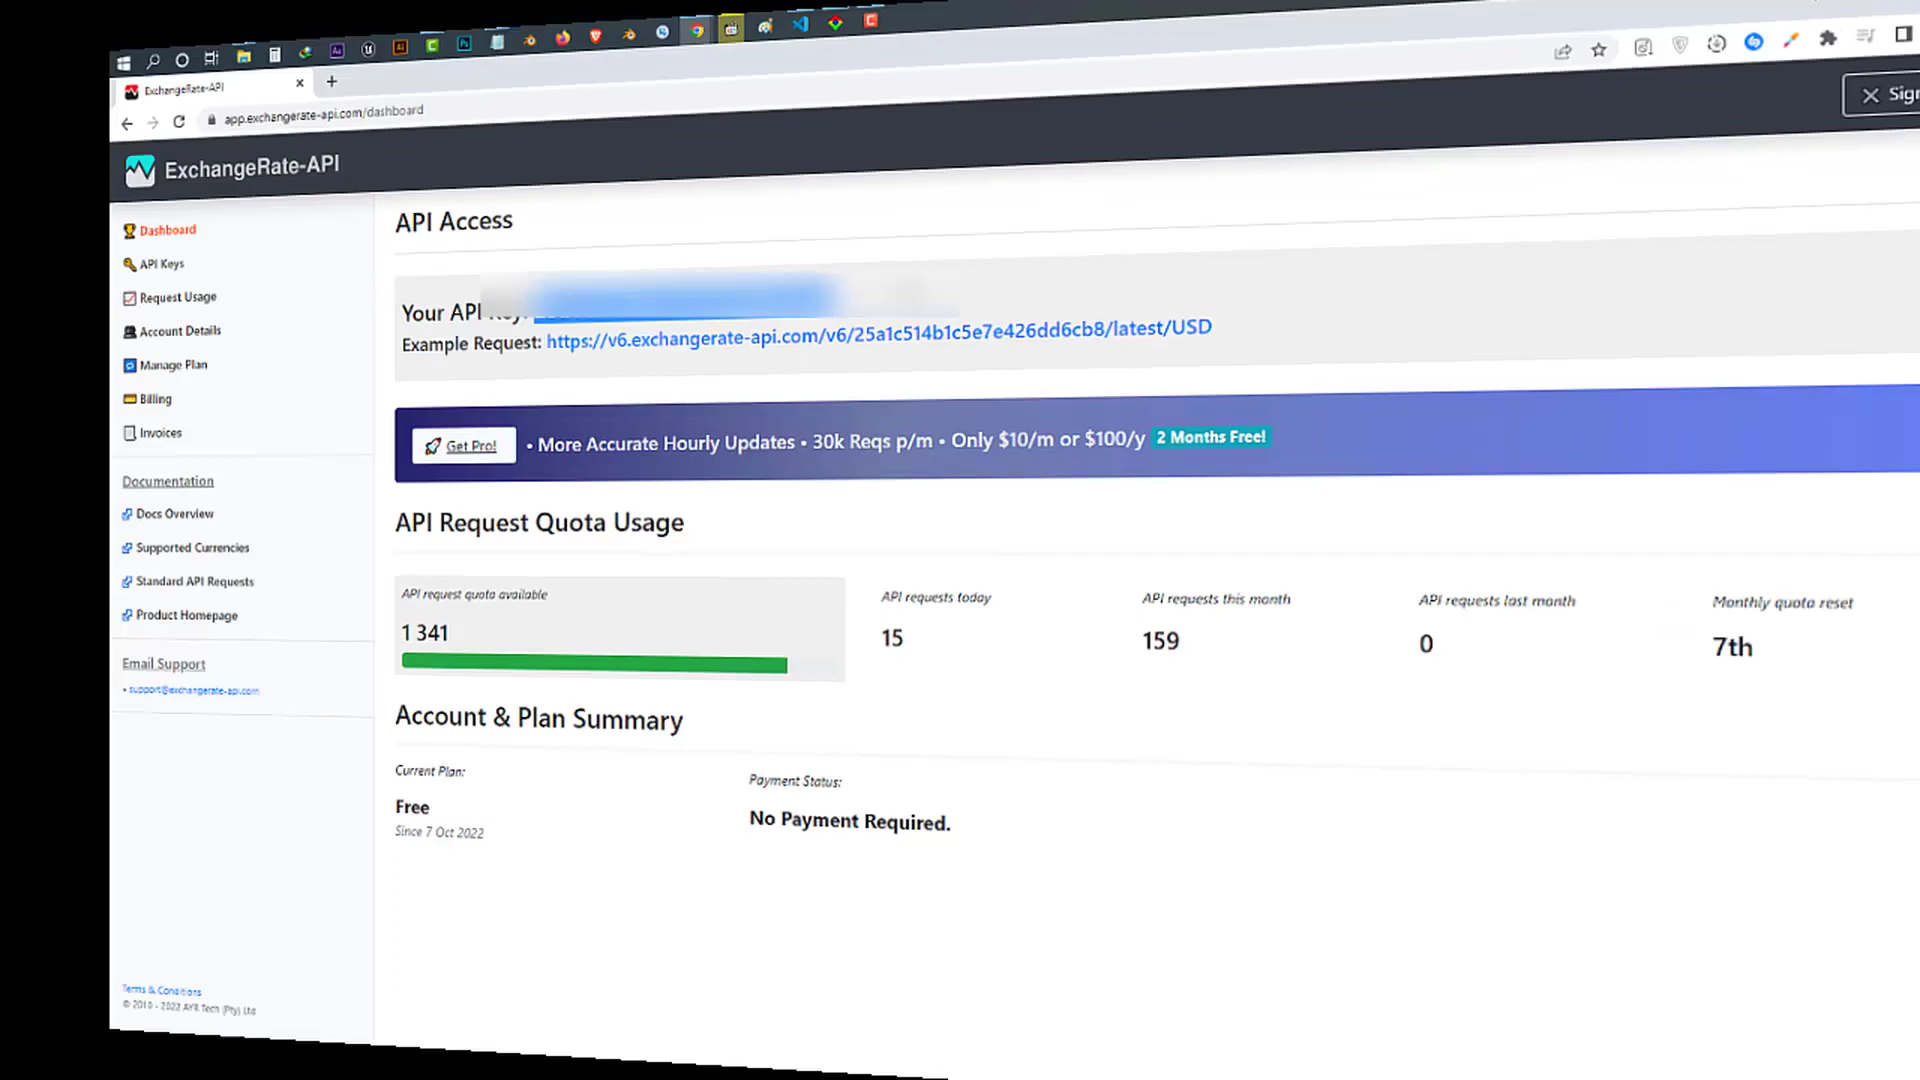 ExchangeRate-API
app.exchangerate-api.com/dashboard
ExchangeRate-API
Dashboard
API Keys
Request Usage
Account Details
Manage Plan
Billing
Invoices
Documentation
Docs Overview
Supported Currencies
Standard API Requests
Product Homepage
Email Support
• support@exchangerate-api.com
Terms & Conditions
© 2010 - 2022 AYR Tech (Pty) Ltd
API Access
Your API Key:
Example Request: https://v6.exchangerate-api.com/v6/25a1c514b1c5e7e426dd6cb8/latest/USD
Get Pro! • More Accurate Hourly Updates • 30k Reqs p/m • Only $10/m or $100/y 2 Months Free!
API Request Quota Usage
API request quota available
1 341
API requests today
15
API requests this month
159
API requests last month
0
Monthly quota reset
7th
Account & Plan Summary
Current Plan:
Free
Since 7 Oct 2022
Payment Status:
No Payment Required.